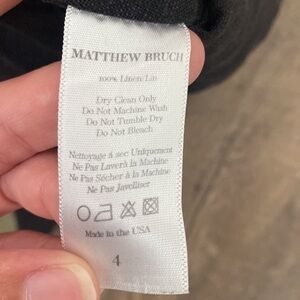 MATTHEW BRUCH
100% Linen/Lin
Dry Clean Only
Do Not Machine Wash
Do Not Tumble Dry
Do Not Bleach
Nettoyage à sec Uniquement
Ne Pas Laver à la Machine
Ne Pas Sécher à la Machine
Ne Pas Javelliser
Made in the USA
4